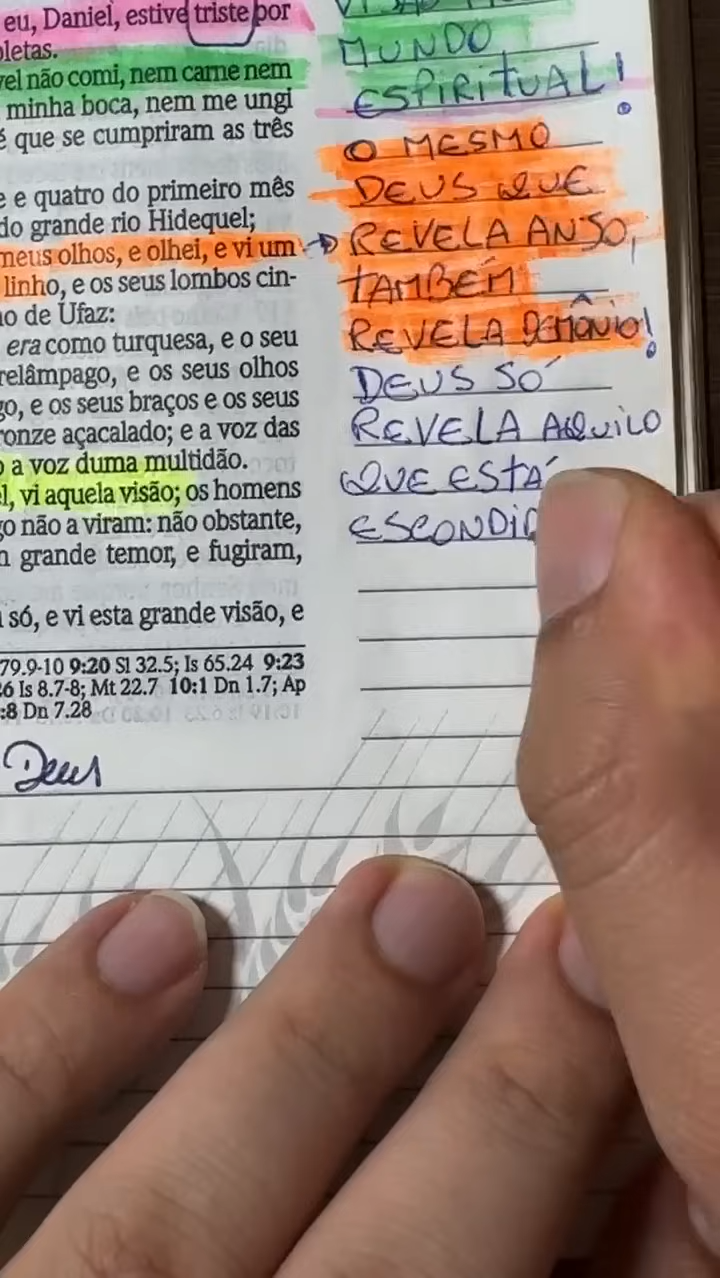 eu, Daniel, estive triste por
pletas.
vel não comi, nem carne nem
minha boca, nem me ungi
é que se cumpriram as três
e e quatro do primeiro mês
do grande rio Hidequel;
meus olhos, e olhei, e vi um
linho, e os seus lombos cin-
no de Ufaz:
era como turquesa, e o seu
relâmpago, e os seus olhos
go, e os seus braços e os seus
ronze açacalado; e a voz das
o a voz duma multidão.
el, vi aquela visão; os homens
go não a viram: não obstante,
m grande temor, e fugiram,
só, e vi esta grande visão, e
79.9-10 9:20 Sl 32.5; Is 65.24 9:23
26 Is 8.7-8; Mt 22.7 10:1 Dn 1.7; Ap
:8 Dn 7.28
Deus
MUNDO
ESPIRITUAL!
O MESMO
DEUS QUE
REVELA ANJO,
TAMBÉM
REVELA DEMÔNIO!
DEUS SÓ
REVELA AQUILO
QUE ESTÁ
ESCONDID